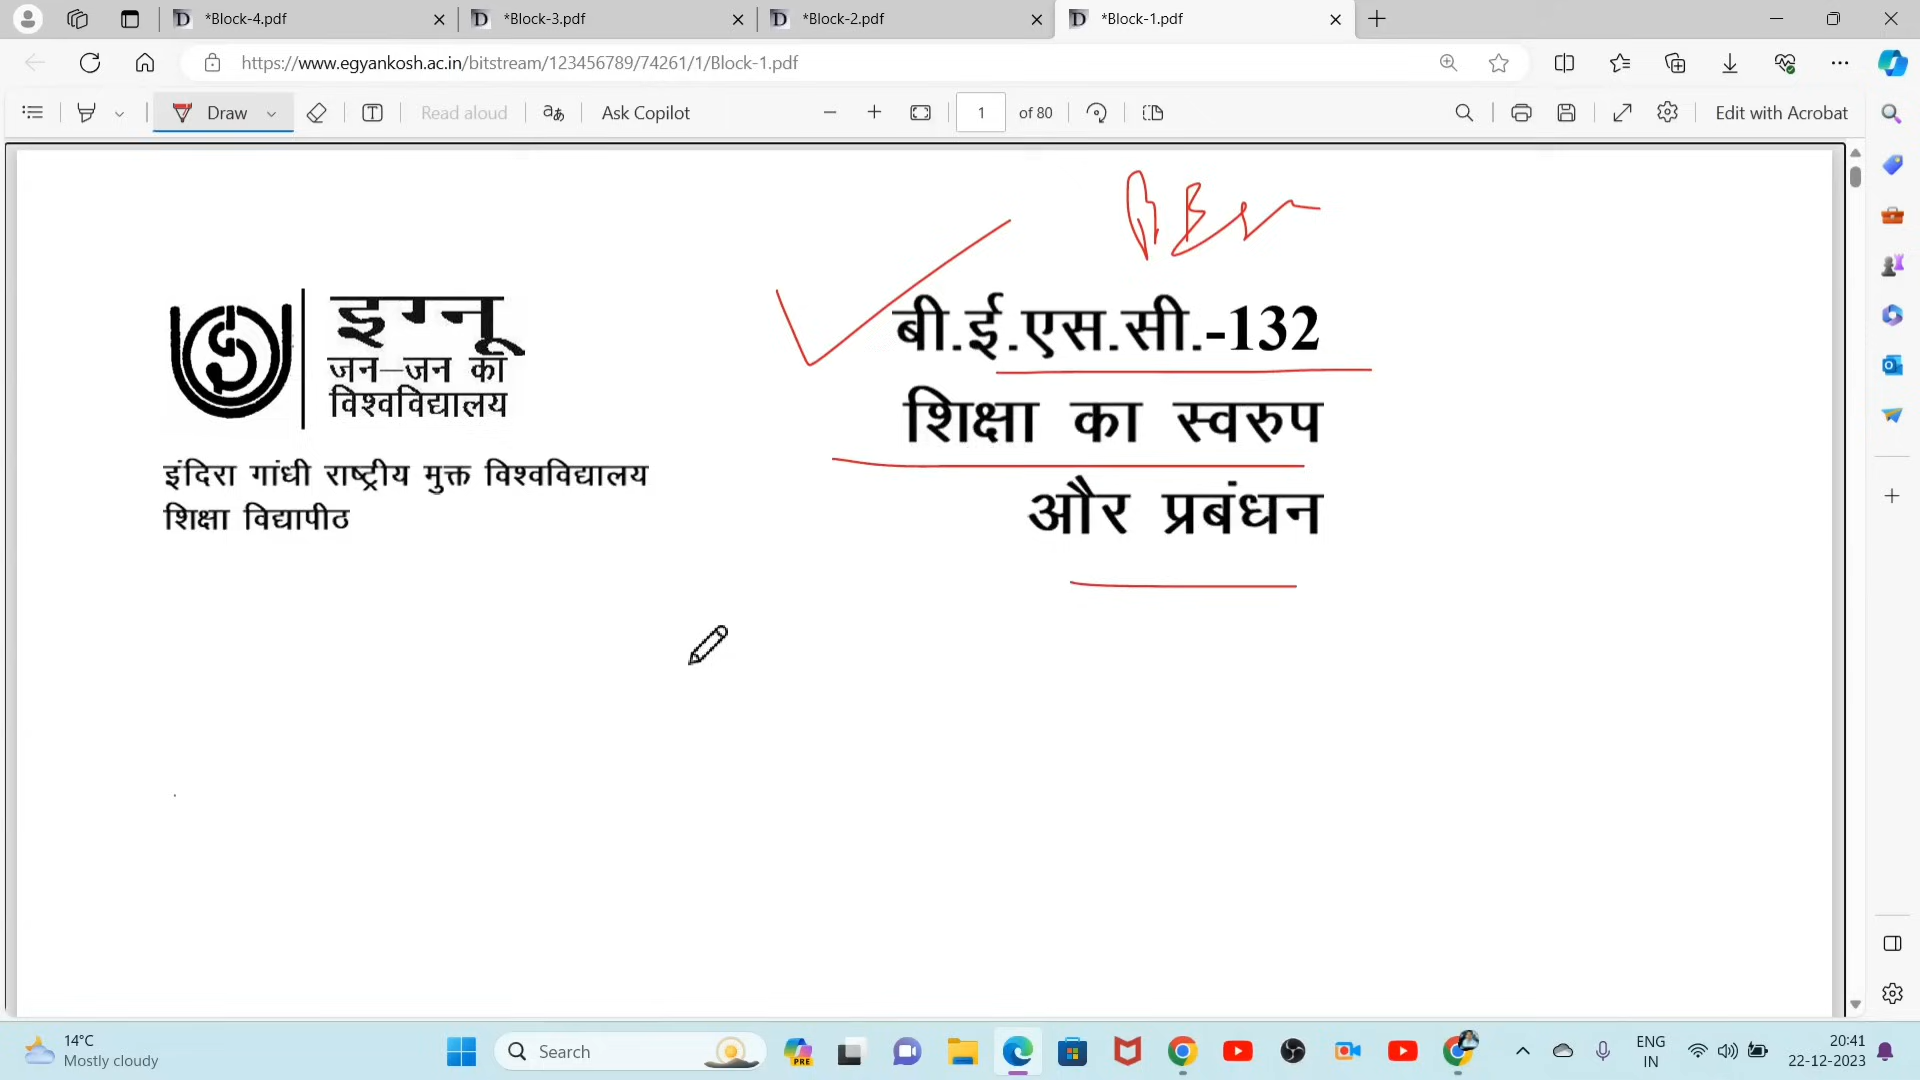 *Block-4.pdf
*Block-3.pdf
*Block-2.pdf
*Block-1.pdf
https://www.egyankosh.ac.in/bitstream/123456789/74261/1/Block-1.pdf
Draw
Read aloud
aあ
Ask Copilot
1
of 80
Edit with Acrobat
बी.ई.एस.सी.-132
शिक्षा का स्वरुप
और प्रबंधन
इग्नू
जन–जन का
विश्वविद्यालय
इंदिरा गांधी राष्ट्रीय मुक्त विश्वविद्यालय
शिक्षा विद्यापीठ
14°C
Mostly cloudy
Search
PRE
ENG
IN
20:41
22-12-2023